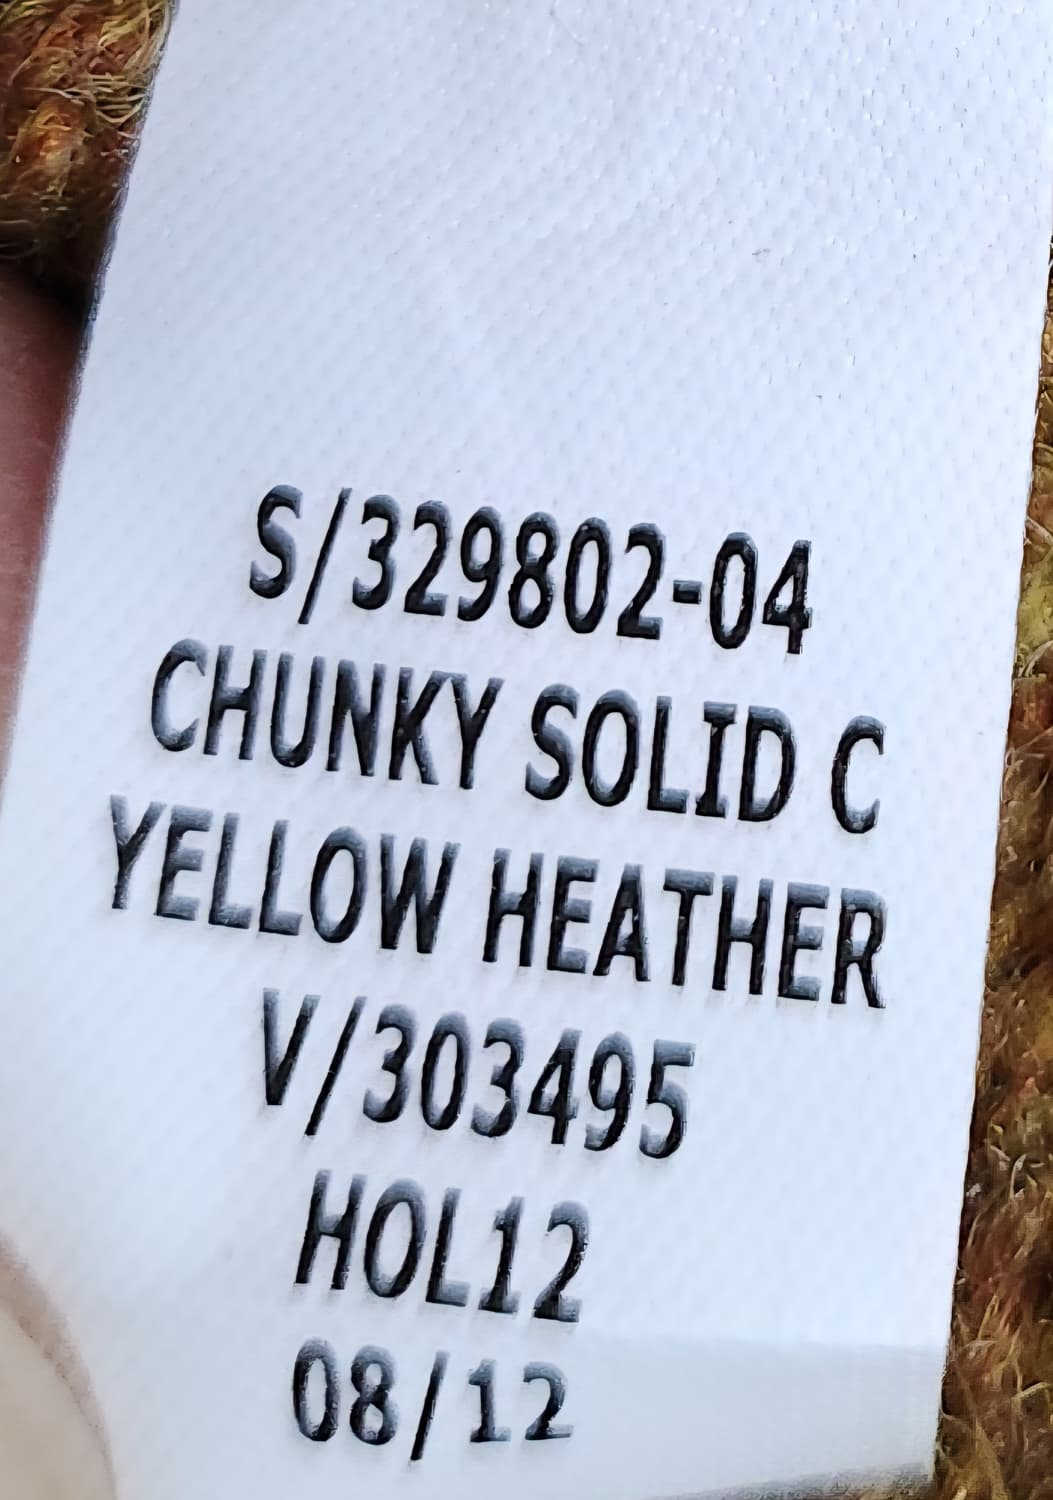 S/329802-04
CHUNKY SOLID C
YELLOW HEATHER
V/303495
HOL12
08/12